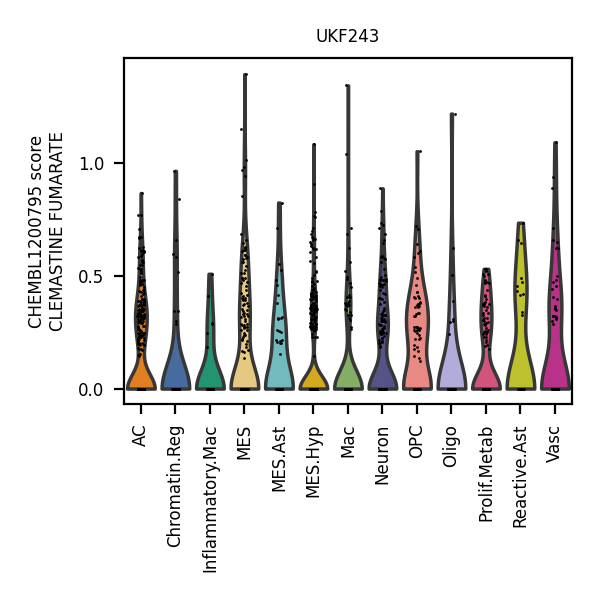 UKF243
CHEMBL1200795 score
CLEMASTINE FUMARATE
1.0
0.5
0.0
AC
Chromatin.Reg
Inflammatory.Mac
MES
MES.Ast
MES.Hyp
Mac
Neuron
OPC
Oligo
Prolif.Metab
Reactive.Ast
Vasc